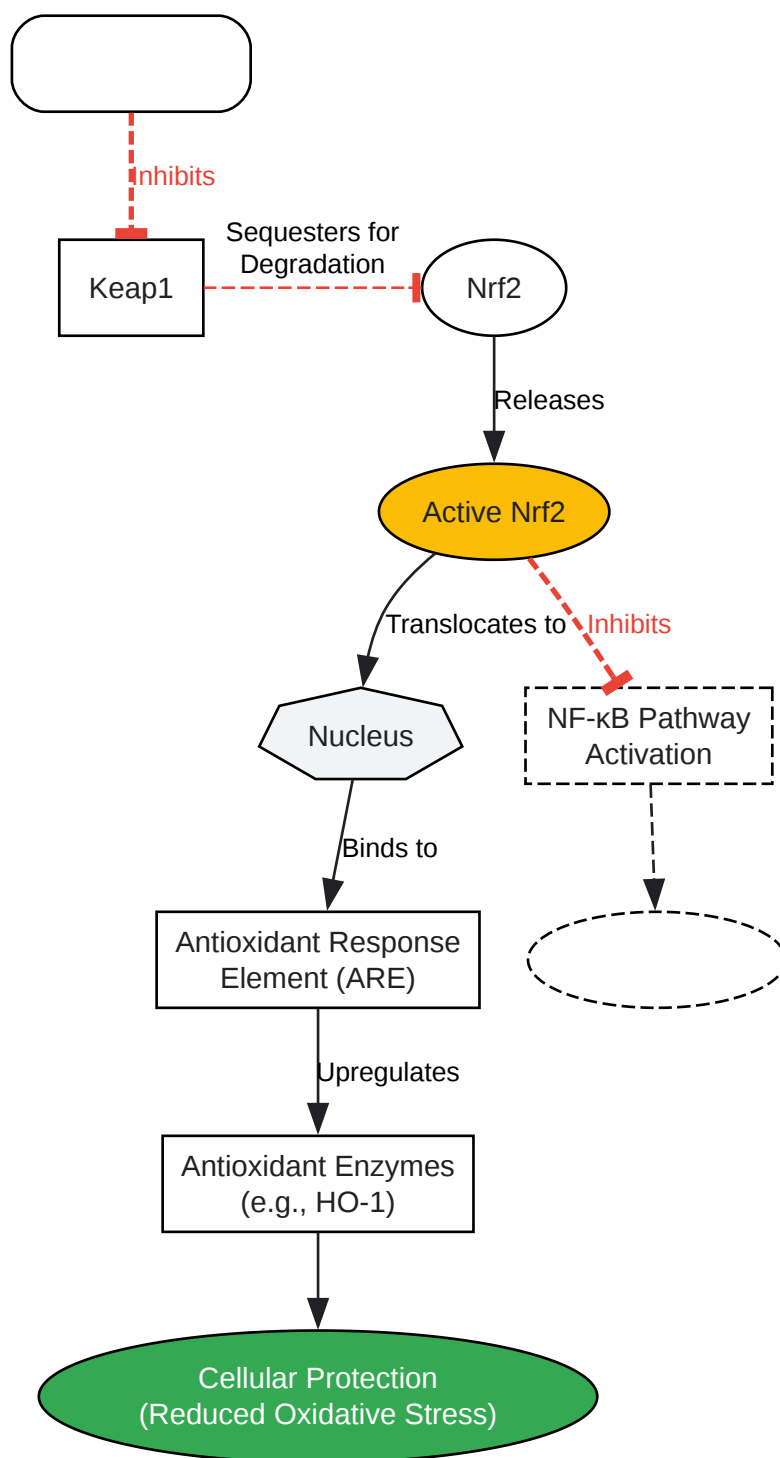 Inhibits
Sequesters for
Degradation
Keap1
Nrf2
Releases
Active Nrf2
Translocates to
Inhibits
Nucleus
NF-κB Pathway
Activation
Binds to
Antioxidant Response
Element (ARE)
Upregulates
Antioxidant Enzymes
(e.g., HO-1)
Cellular Protection
(Reduced Oxidative Stress)